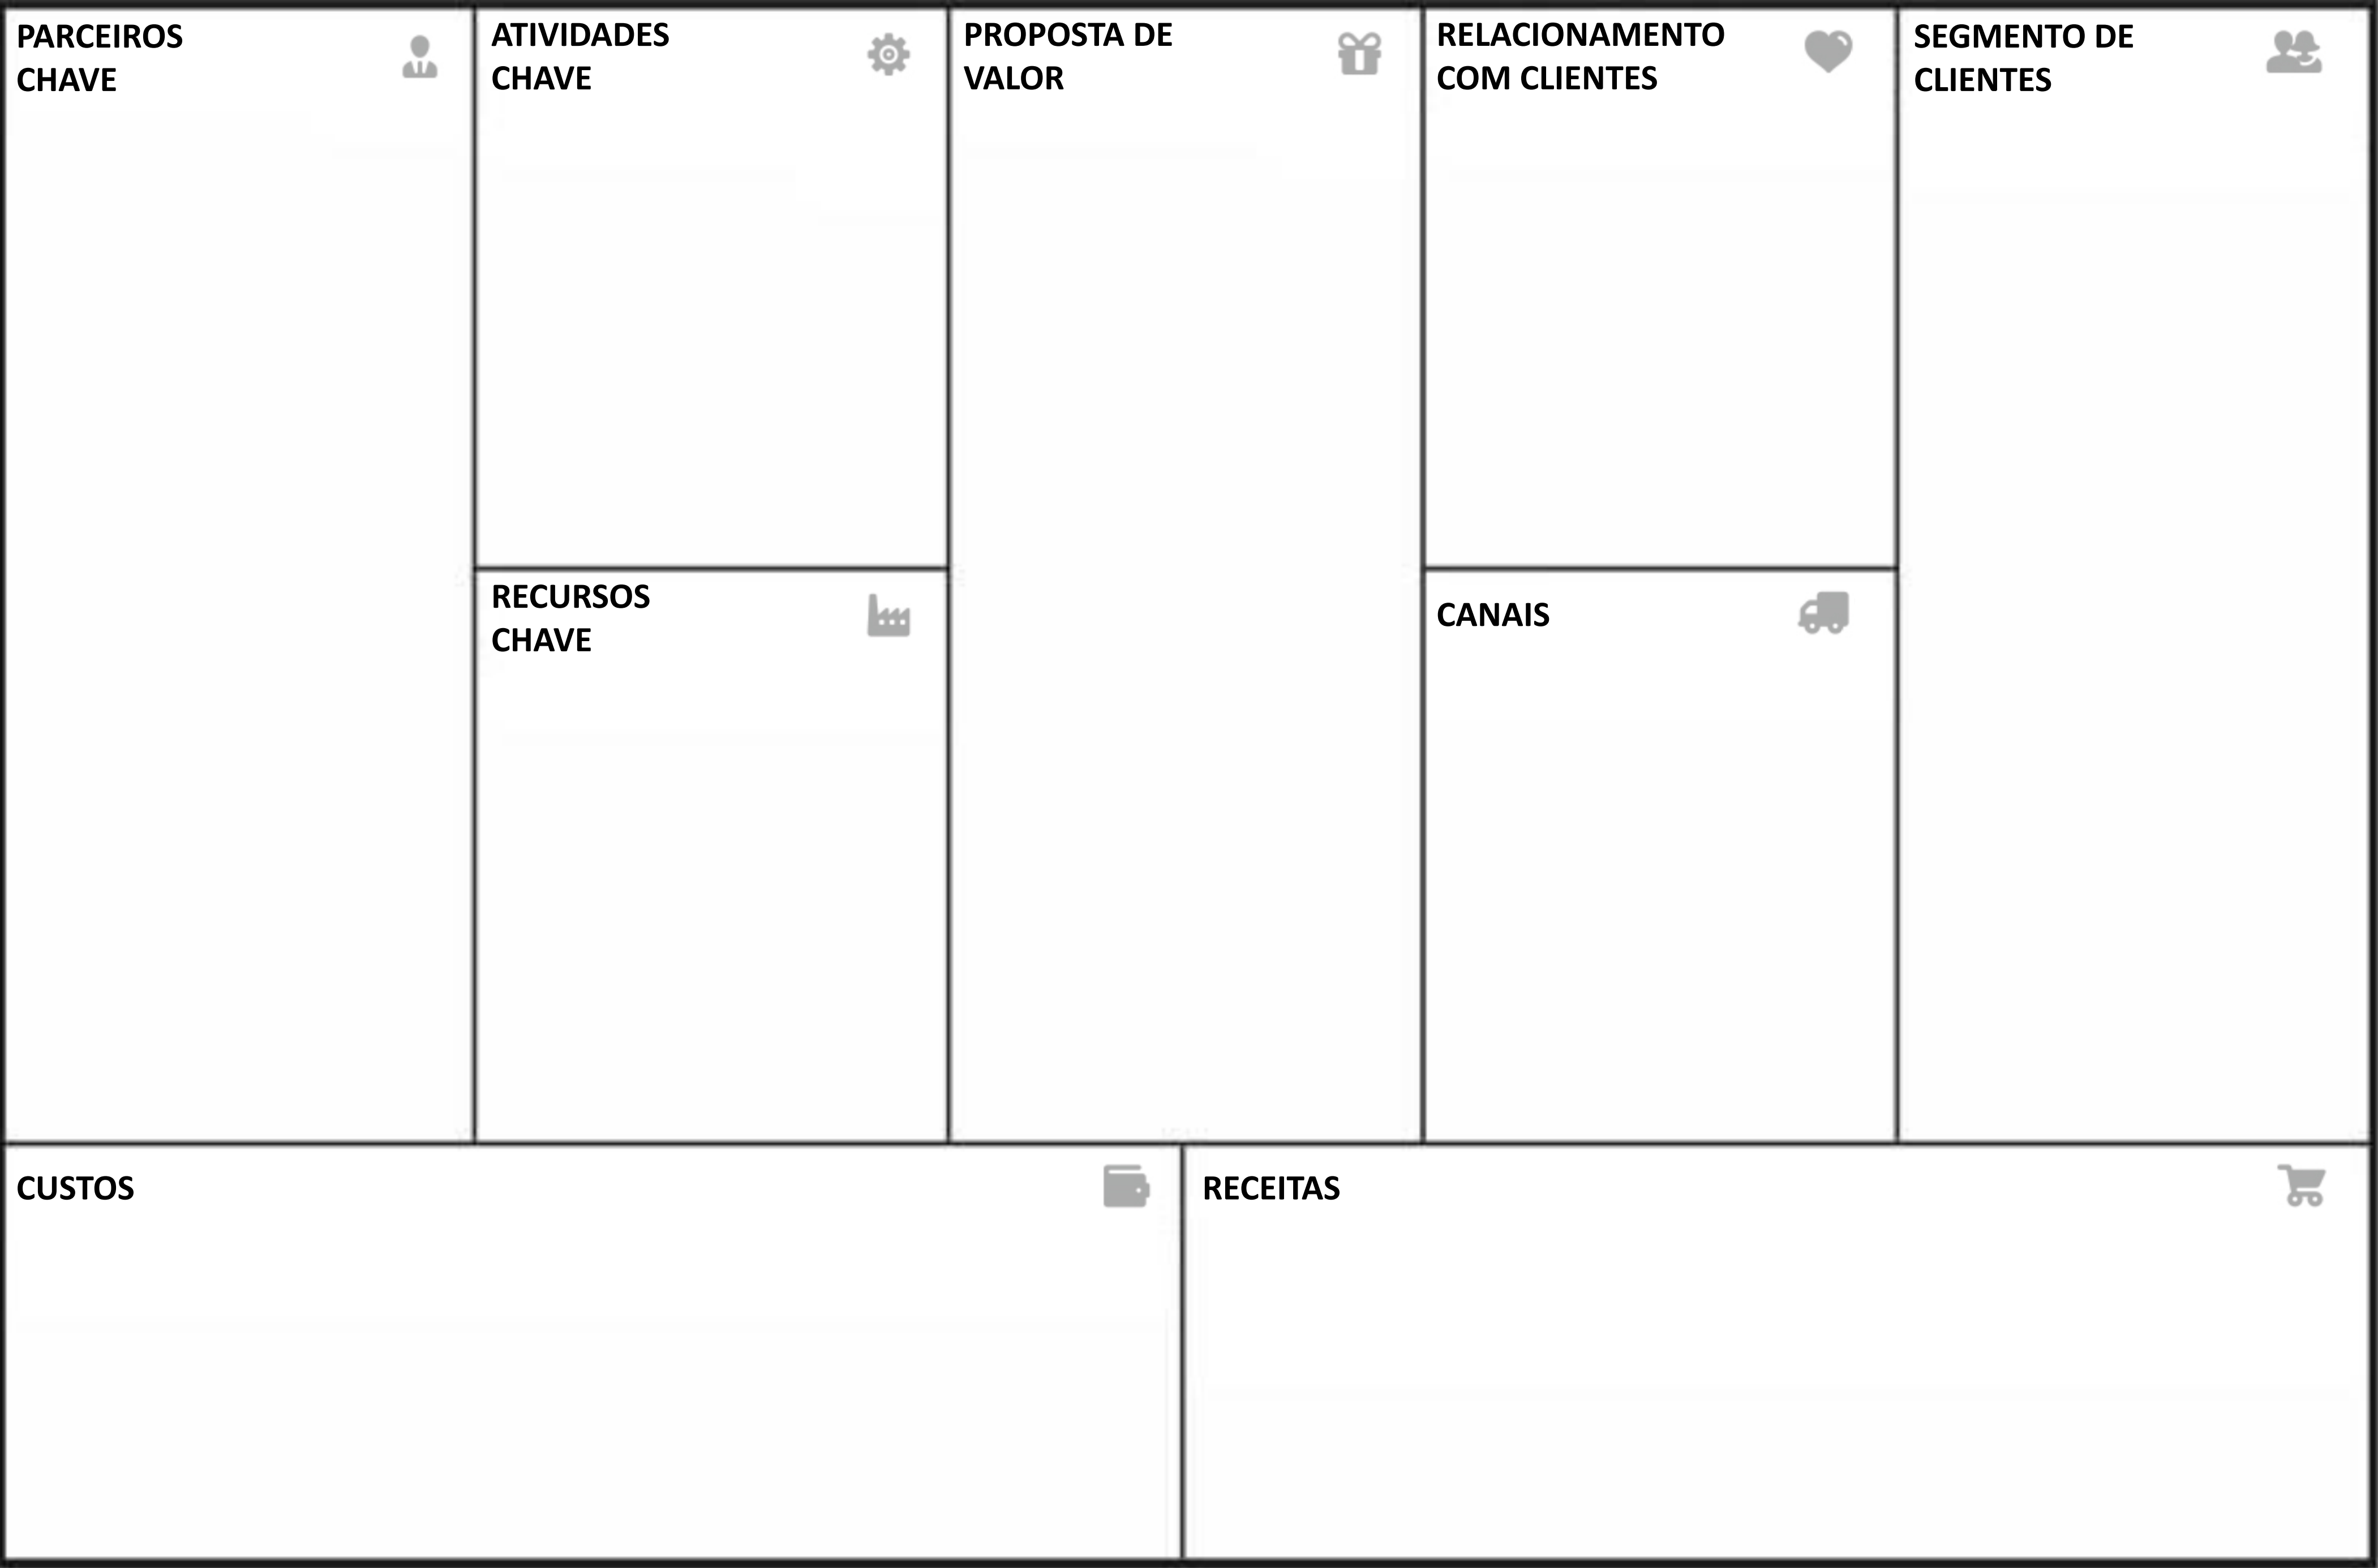 PARCEIROS
CHAVE
ATIVIDADES
CHAVE
PROPOSTA DE
VALOR
RELACIONAMENTO
COM CLIENTES
SEGMENTO DE
CLIENTES
RECURSOS
CHAVE
CANAIS
CUSTOS
RECEITAS